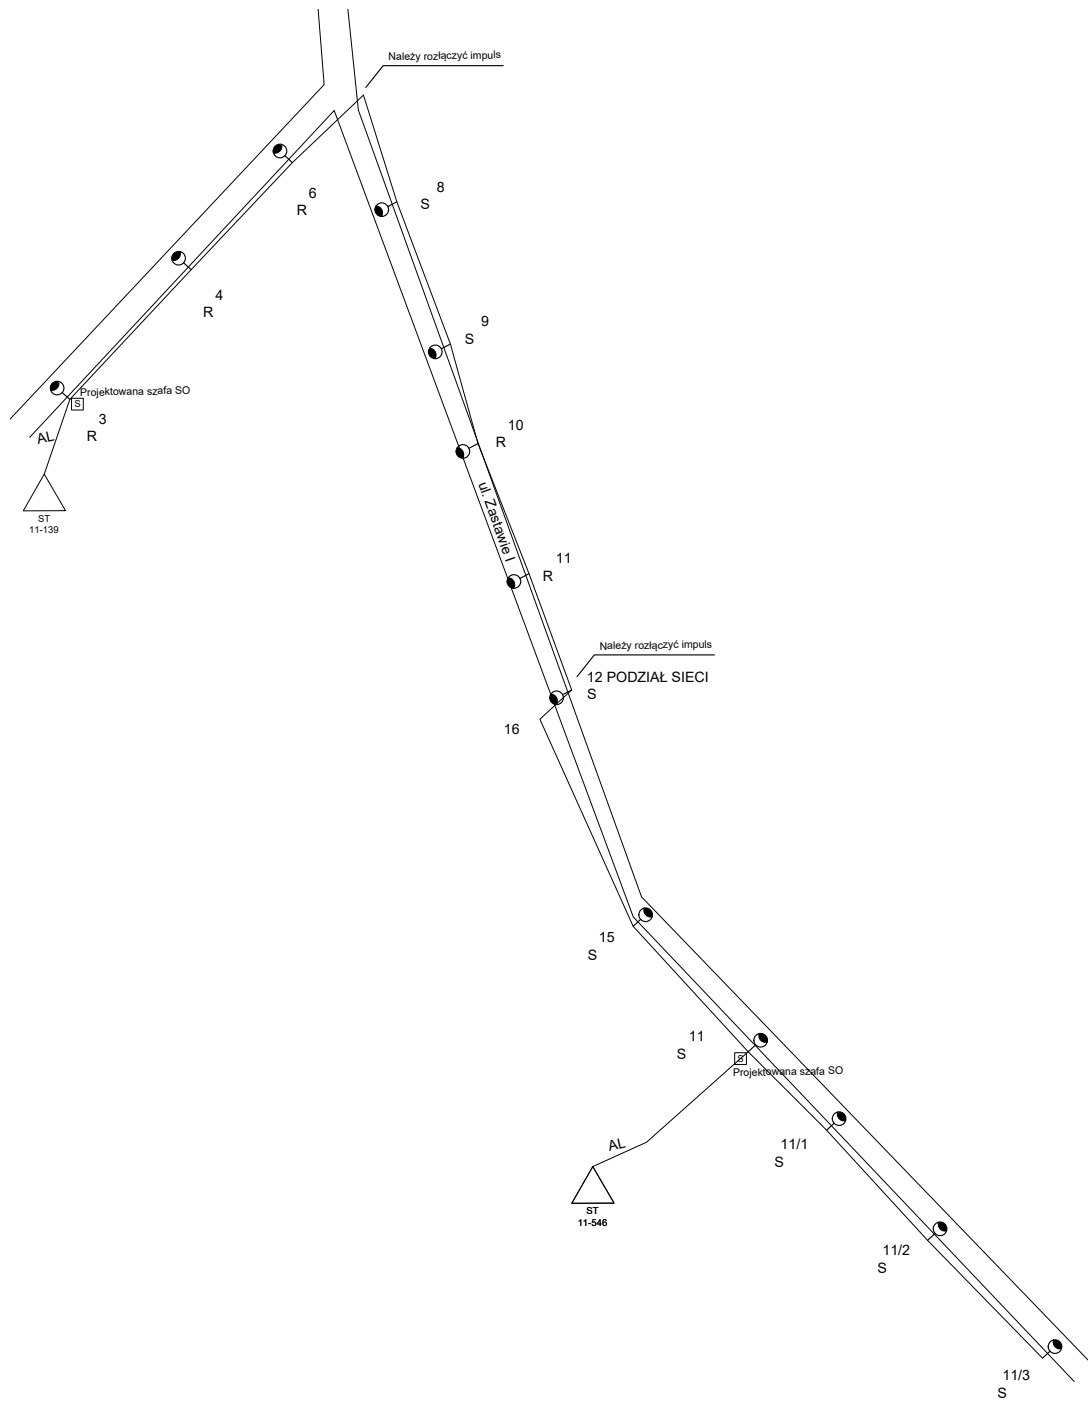 Należy rozłączyć impuls
6
R
8
S
4
R
9
S
Projektowana szafa SO
S
3
R
AL
10
R
ST
11-139
ul. Zastawie I
11
R
Należy rozłączyć impuls
12 PODZIAŁ SIECI
S
16
15
S
11
S
S
Projektowana szafa SO
AL
11/1
S
ST
11-546
11/2
S
11/3
S